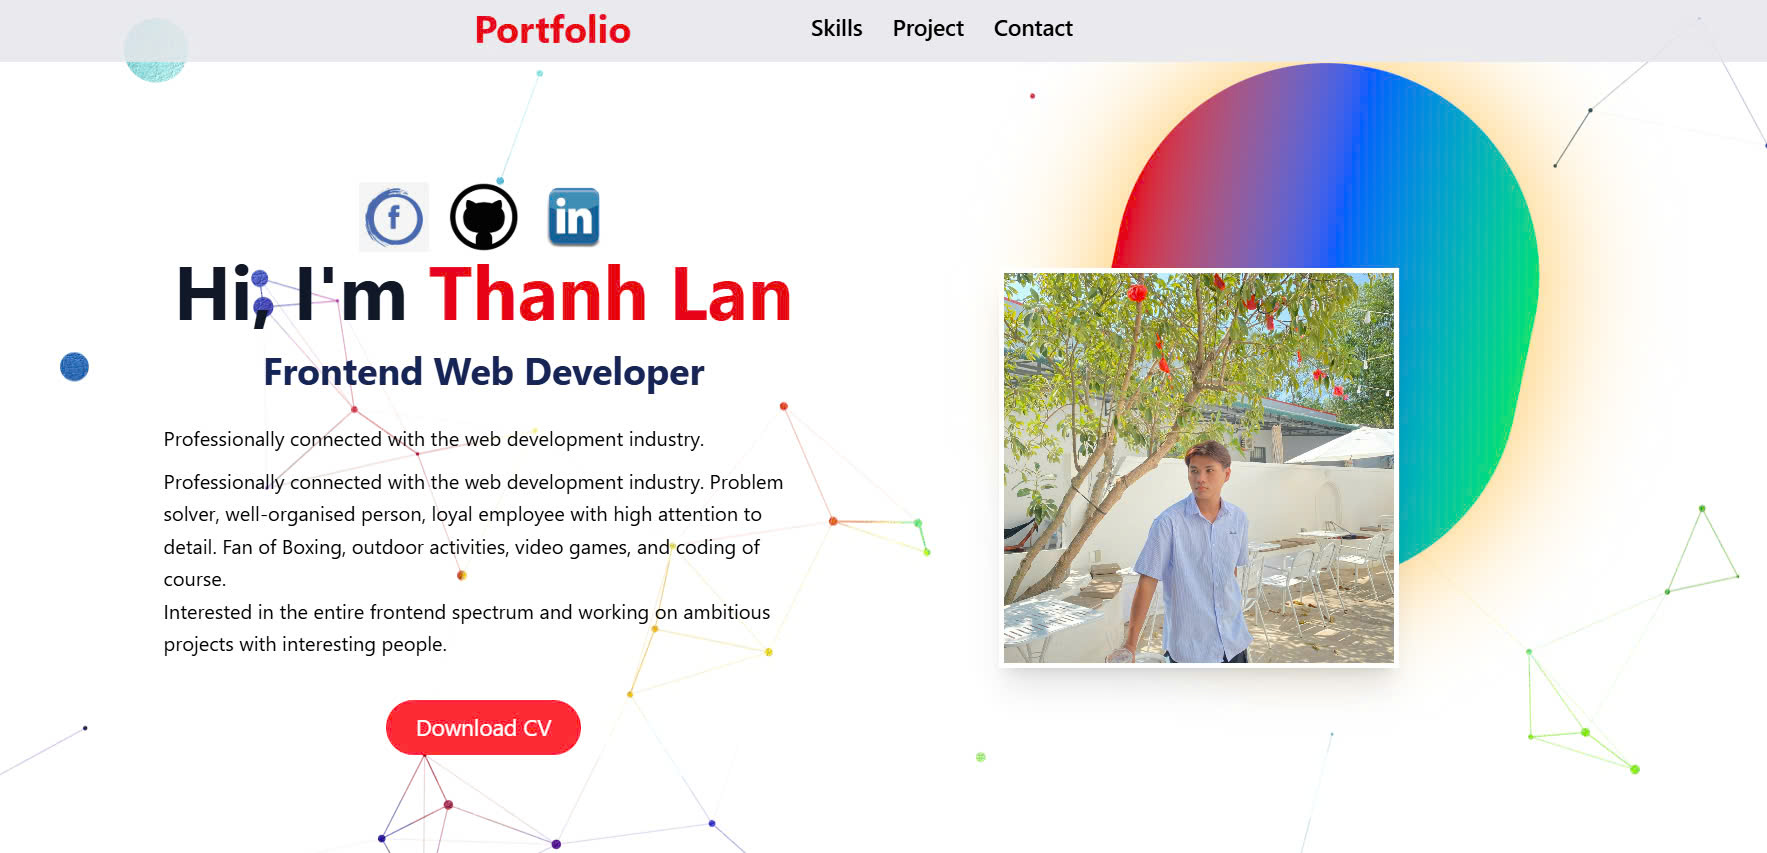 Portfolio
Skills Project Contact
f
in
Hi, I'm Thanh Lan
Frontend Web Developer
Professionally connected with the web development industry.
Professionally connected with the web development industry. Problem
solver, well-organised person, loyal employee with high attention to
detail. Fan of Boxing, outdoor activities, video games, and coding of
course.
Interested in the entire frontend spectrum and working on ambitious
projects with interesting people.
Download CV